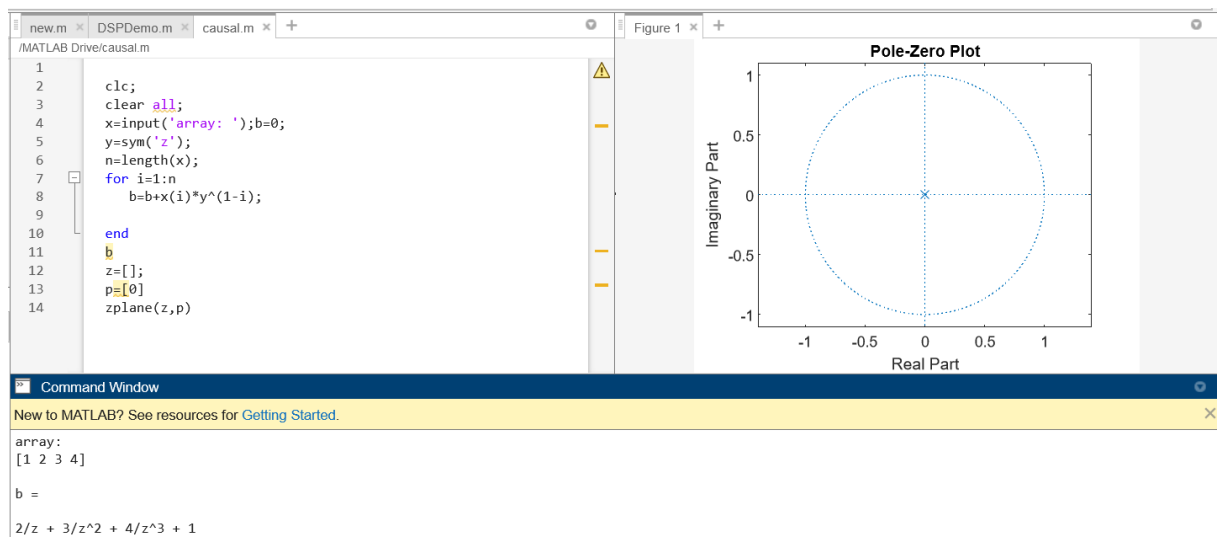 new.m × DSPDemo.m × causal.m × +
/MATLAB Drive/causal.m
1
2 clc;
3 clear all;
4 x=input('array: ');b=0;
5 y=sym('z');
6 n=length(x);
7 for i=1:n
8 b=b+x(i)*y^(1-i);
9
10 end
11 b
12 z=[];
13 p=[0]
14 zplane(z,p)
Figure 1 × +
Pole-Zero Plot
1
0.5
0
-0.5
-1
Imaginary Part
-1 -0.5 0 0.5 1
Real Part
>> Command Window
New to MATLAB? See resources for Getting Started. ×
array:
[1 2 3 4]
b =
2/z + 3/z^2 + 4/z^3 + 1